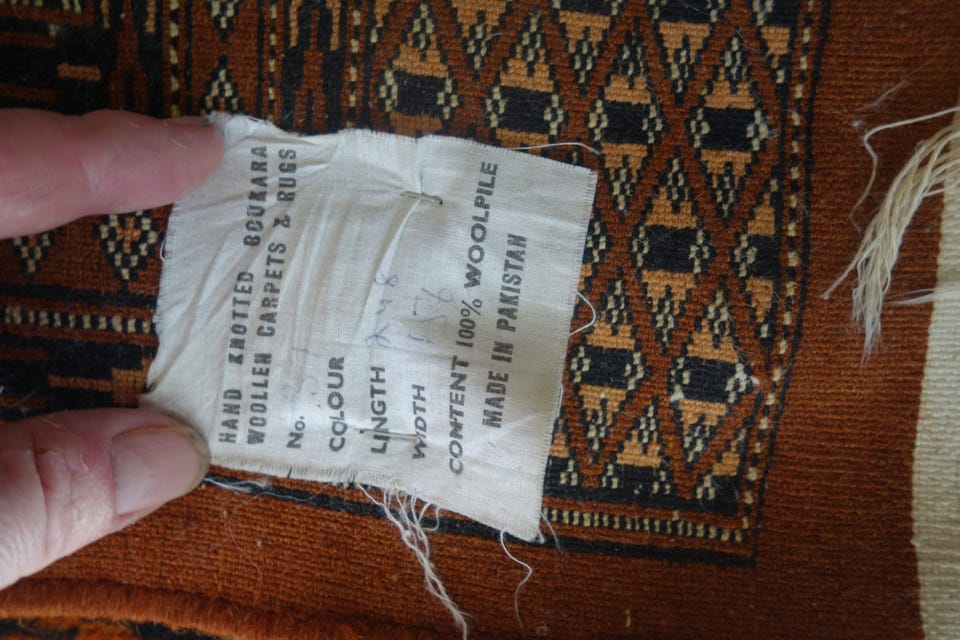 HAND KNOTTED BOUKARA
WOOLLEN CARPETS & RUGS
No.
COLOUR
LENGTH
WIDTH
CONTENT 100% WOOLPILE
MADE IN PAKISTAN